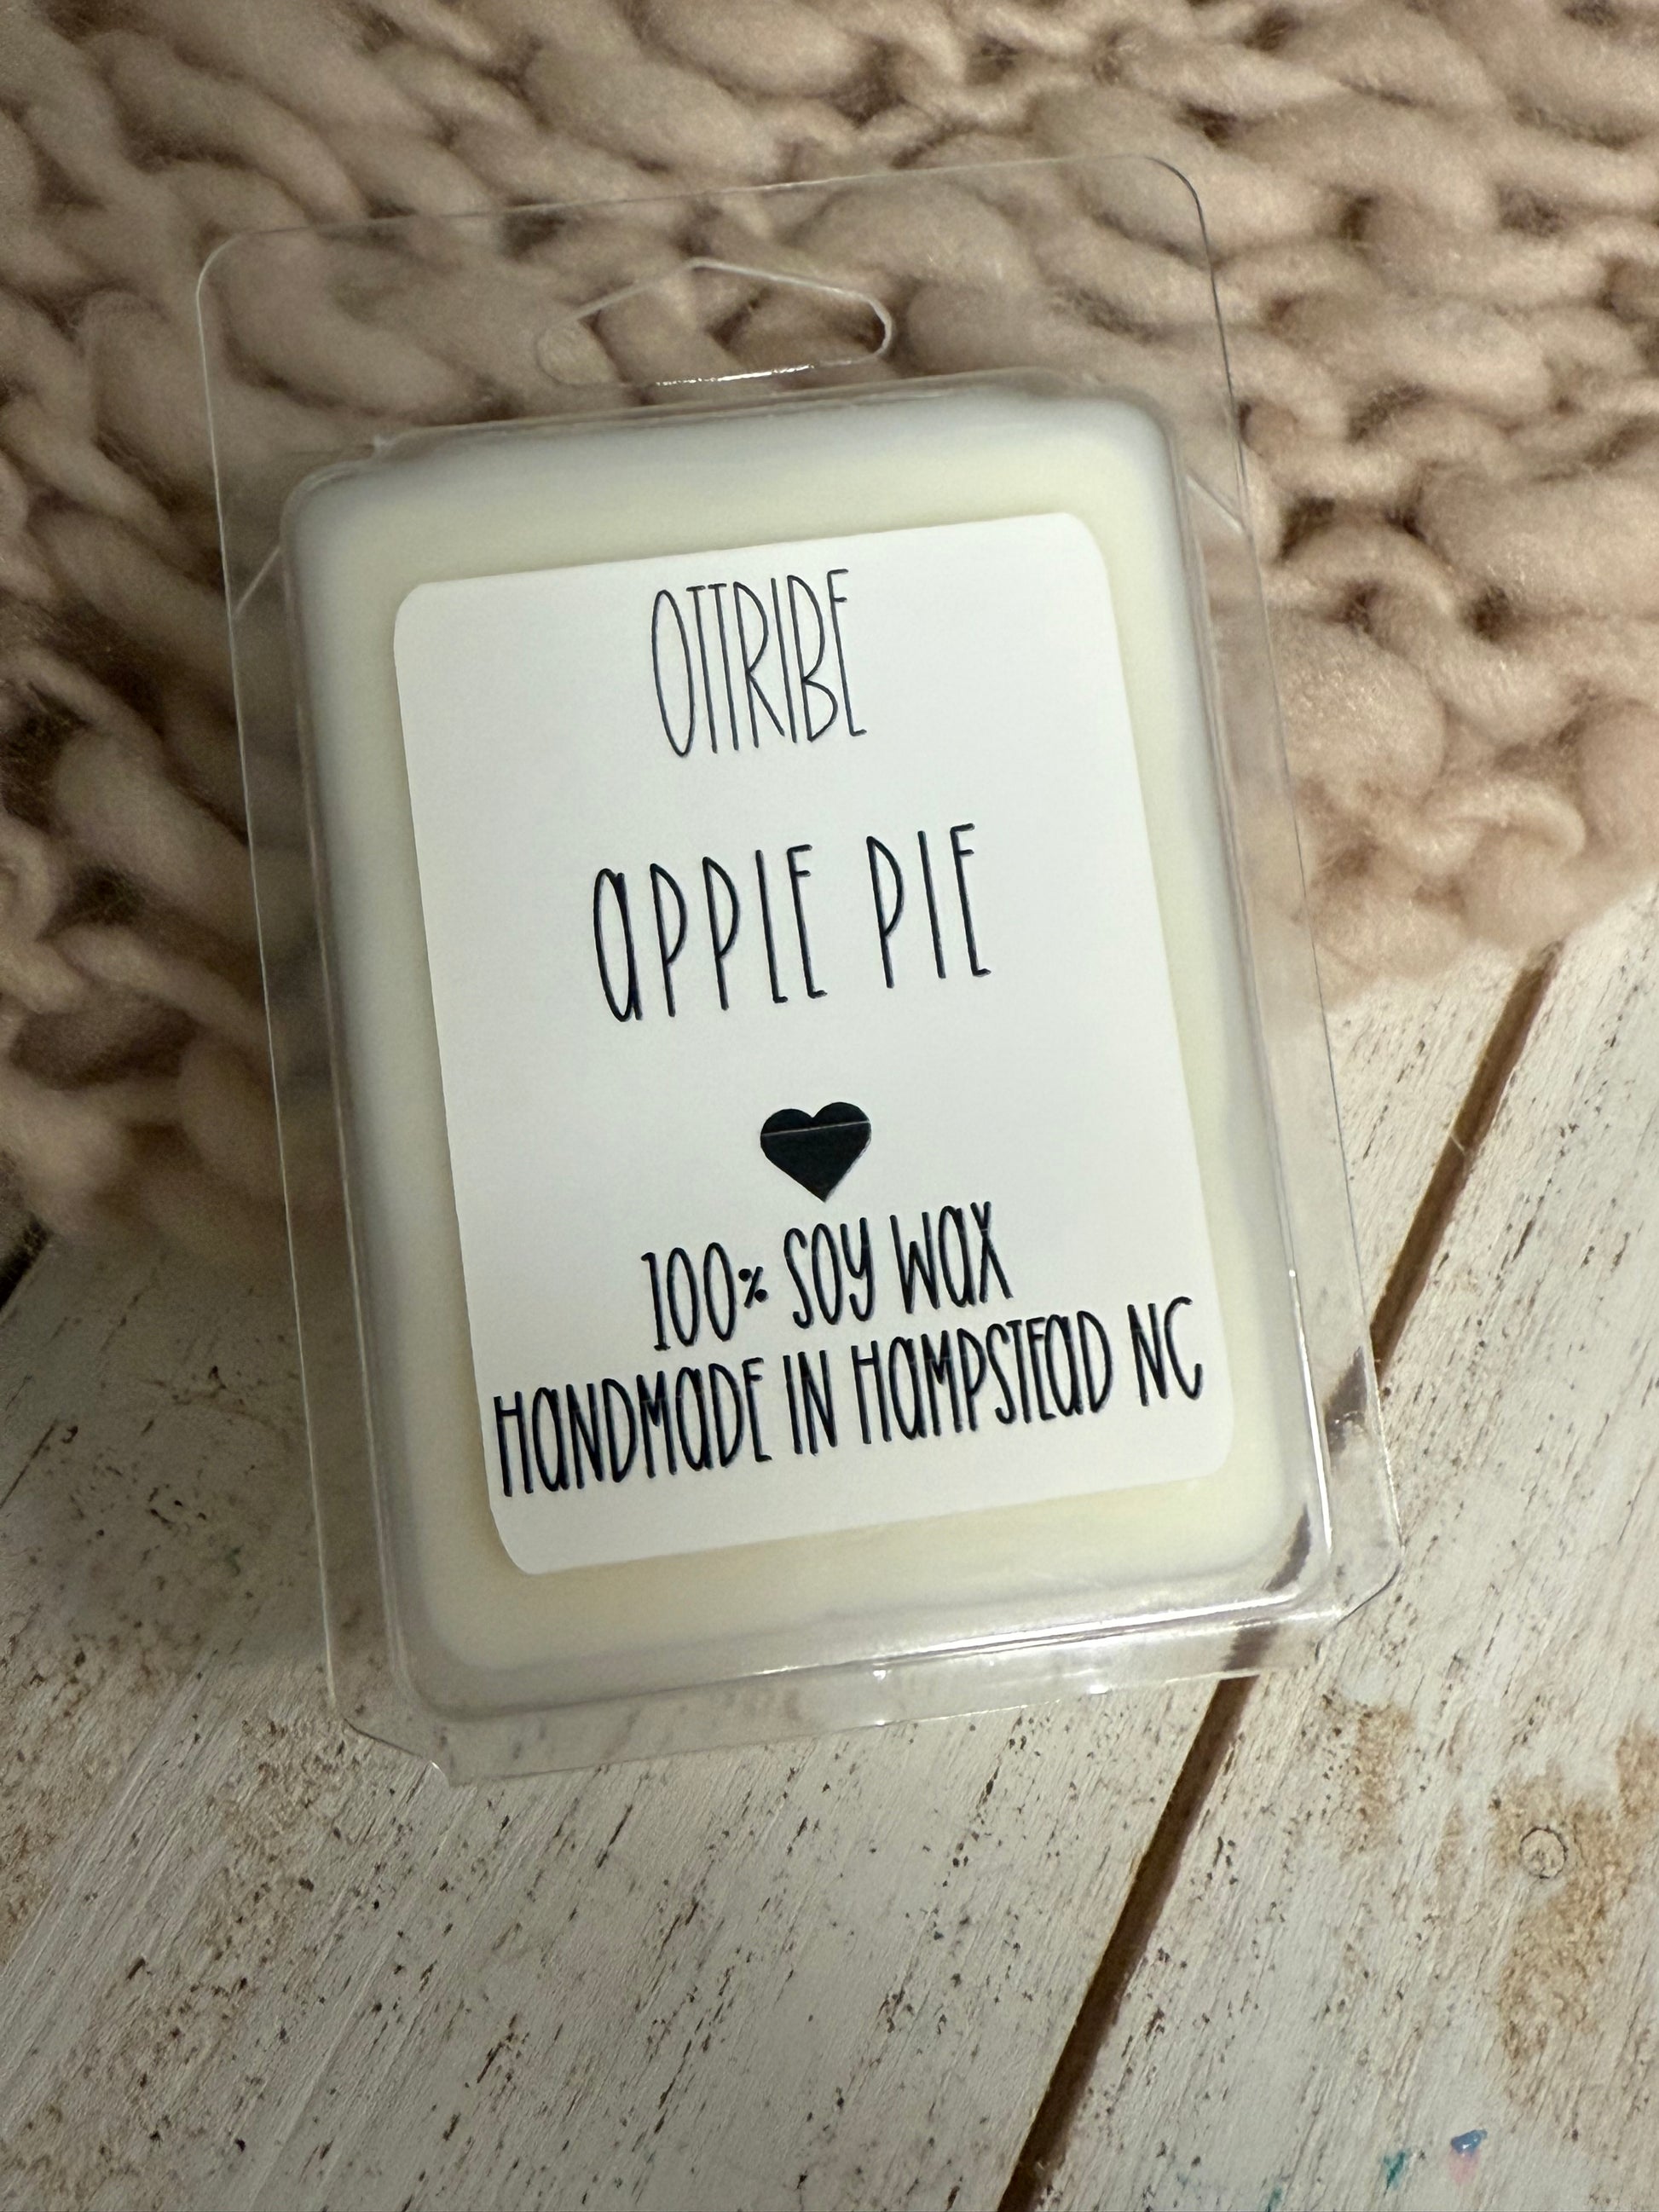 OTTRIBE
aPPLE PIE
100% SOY WaX
HaNDMaDE IN HaMPSTEaD NC